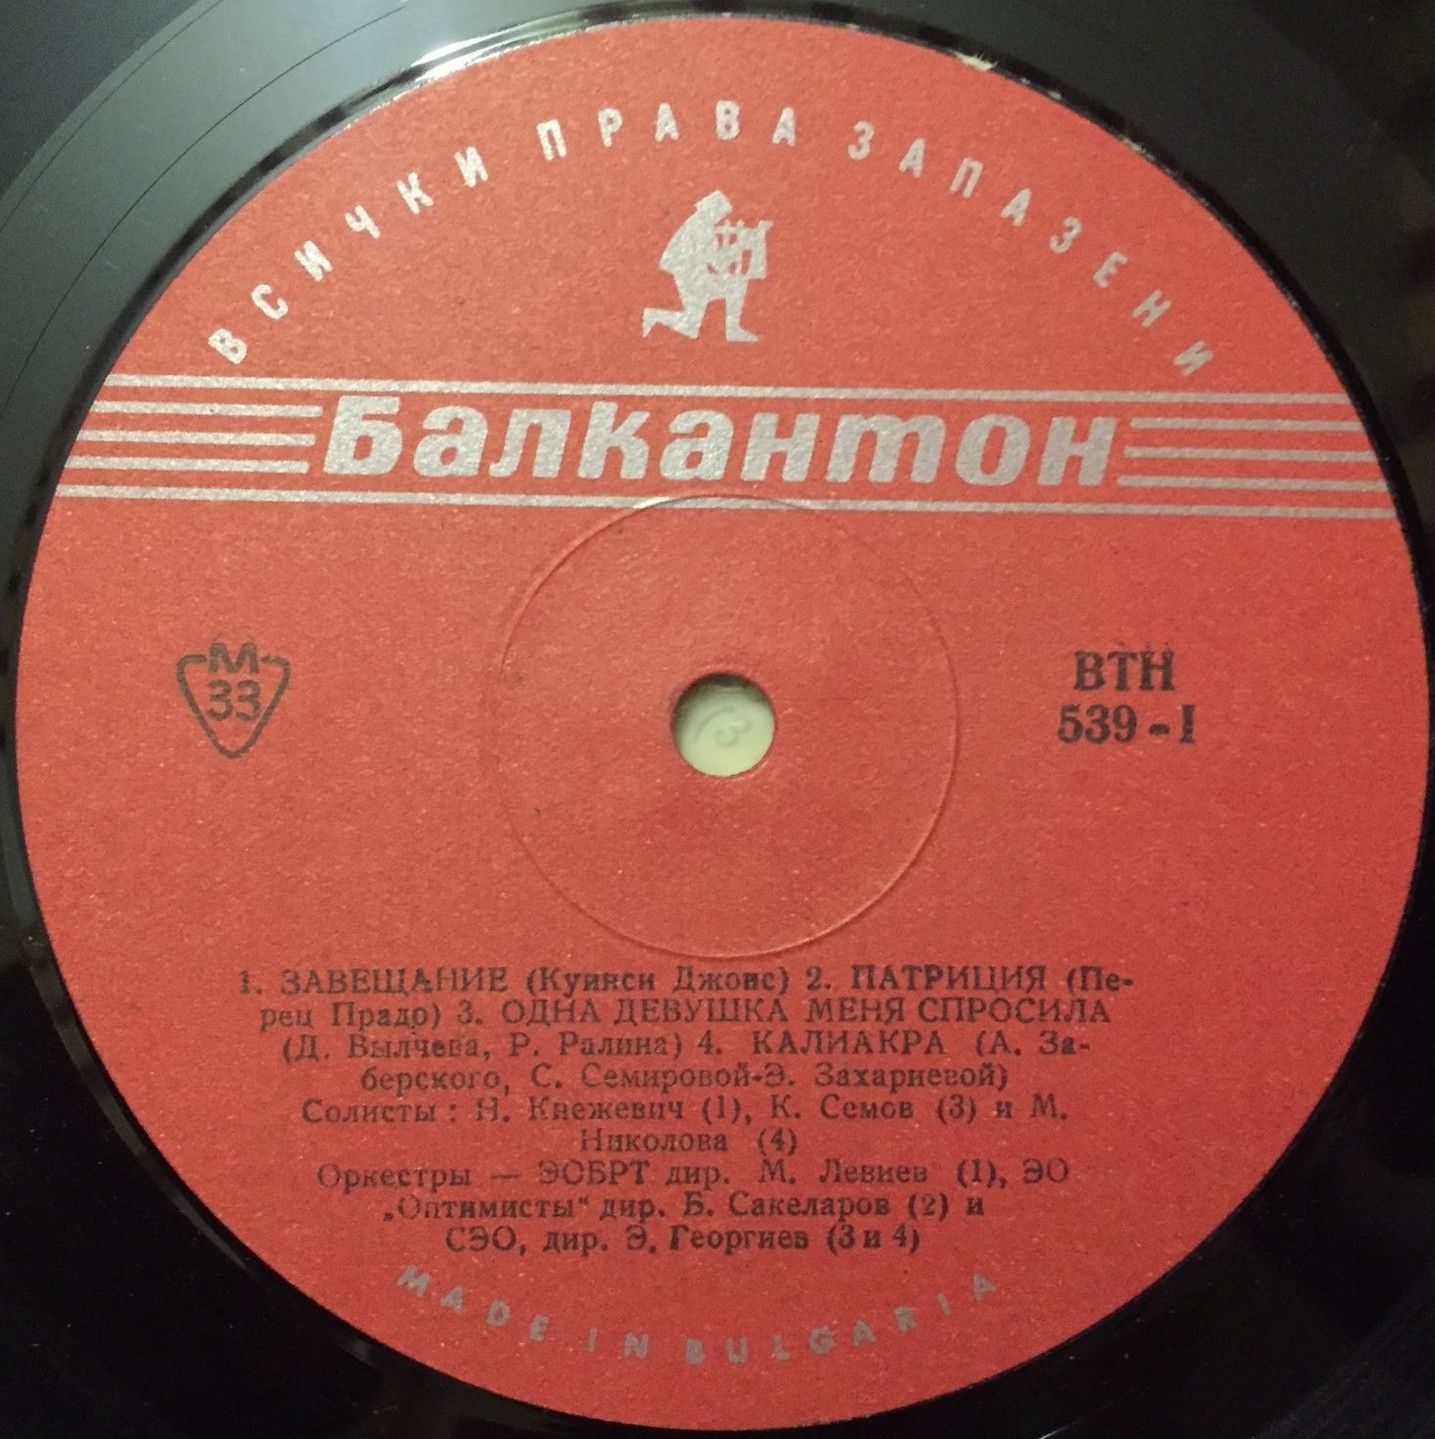 ВСИЧКИ ПРАВА ЗАПАЗЕНИ
Балкантон
М
33
ВТН
539 - I
1. ЗАВЕЩАНИЕ (Куинси Джонс) 2. ПАТРИЦИЯ (Пе-
рец Прадо) 3. ОДНА ДЕВУШКА МЕНЯ СПРОСИЛА
(Д. Вылчева, Р. Ралина) 4. КАЛИАКРА (А. За-
берского, С. Семировой-Э. Захариевой)
Солисты : Н. Кнежевич (1), К. Семов (3) и М.
Николова (4)
Оркестры — ЭОБРТ дир. М. Левиев (1), ЭО
„Оптимисты“ дир. Б. Сакеларов (2) и
СЭО, дир. Э. Георгиев (3 и 4)
MADE IN BULGARIA